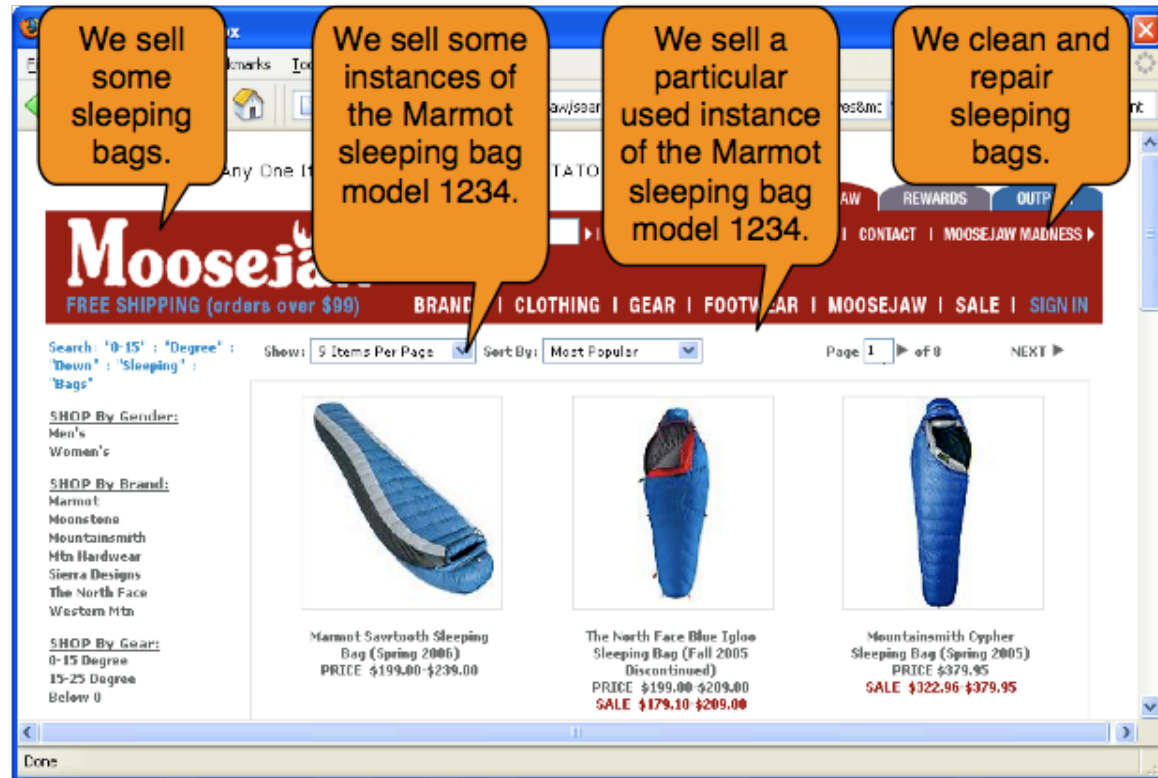 We sell
some
sleeping
bags.
We sell some
instances of
the Marmot
sleeping bag
model 1234.
We sell a
particular
used instance
of the Marmot
sleeping bag
model 1234.
We clean and
repair
sleeping
bags.
Any One It
TATO
AW REWARDS OUTP
Moosejaw
CONTACT | MOOSEJAW MADNESS
FREE SHIPPING (orders over $99) BRAND | CLOTHING | GEAR | FOOTWEAR | MOOSEJAW | SALE | SIGN IN
Search: "0-15" : "Degree" :
"Down" : "Sleeping" :
"Bags"
Show: 9 Items Per Page Sort By: Most Popular Page 1 of 8 NEXT
SHOP By Gender:
Men's
Women's
SHOP By Brand:
Marmot
Moonstone
Mountainsmith
Mtn Hardwear
Sierra Designs
The North Face
Western Mtn
SHOP By Gear:
0-15 Degree
15-25 Degree
Below 0
Marmot Sawtooth Sleeping
Bag (Spring 2006)
PRICE $199.00-$239.00
The North Face Blue Igloo
Sleeping Bag (Fall 2005
Discontinued)
PRICE $199.00-$209.00
SALE $179.10-$209.00
Mountainsmith Cypher
Sleeping Bag (Spring 2005)
PRICE $379.95
SALE $322.96-$379.95
Done